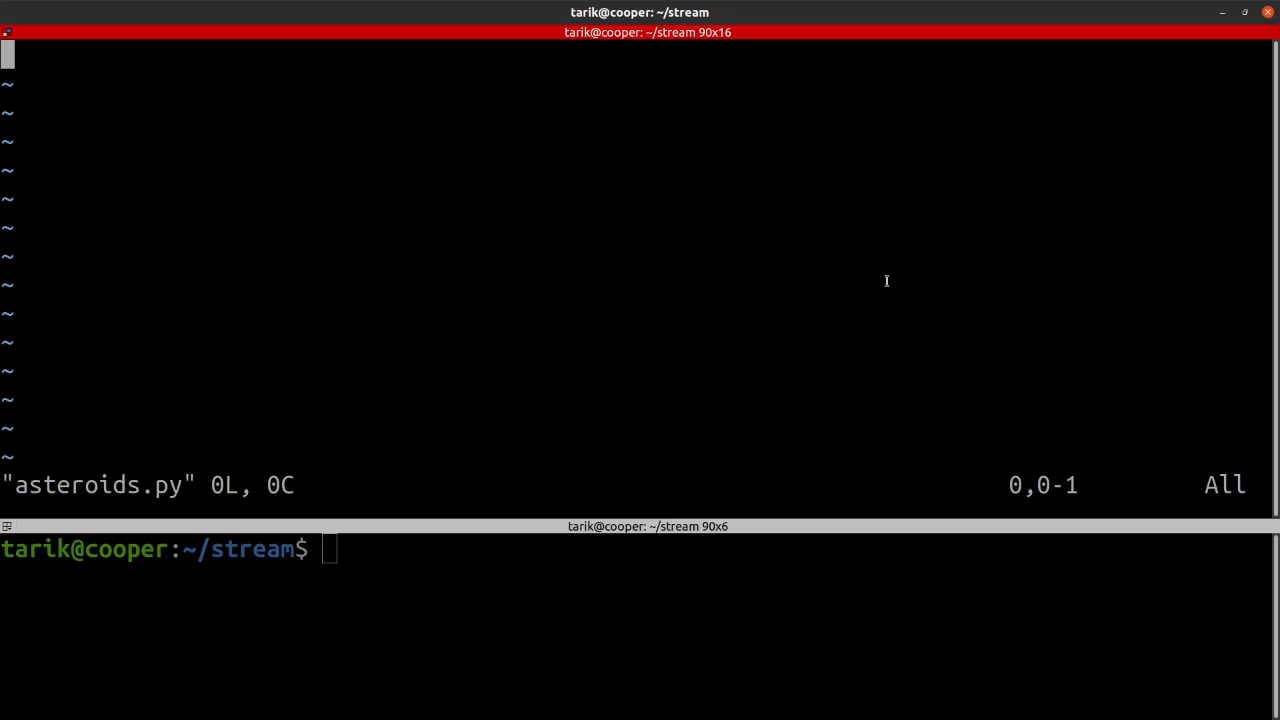 tarik@cooper: ~/stream
tarik@cooper: ~/stream 90x16
~
~
~
~
~
~
~
~
~
~
~
~
~
~
"asteroids.py" 0L, 0C 0,0-1 All
tarik@cooper: ~/stream 90x6
tarik@cooper:~/stream$